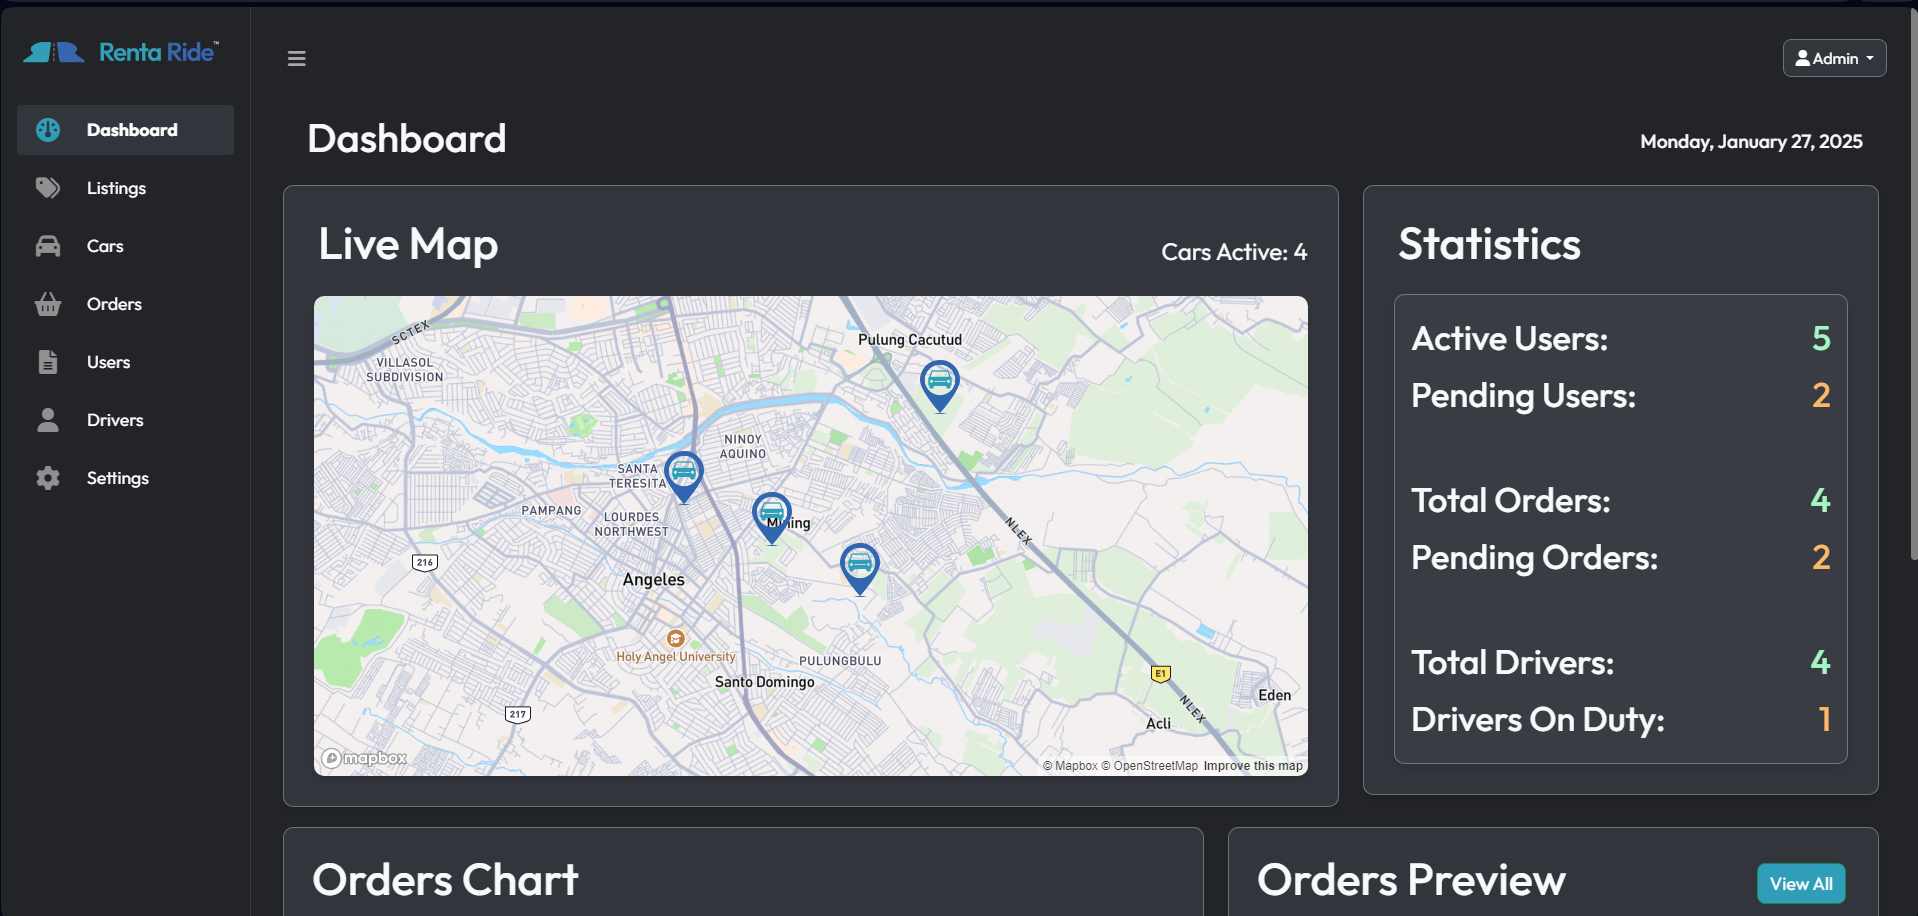 Renta Ride™
Admin
Dashboard
Listings
Cars
Orders
Users
Drivers
Settings
Dashboard
Monday, January 27, 2025
Live Map
Cars Active: 4
SCTEX
VILLASOL
SUBDIVISION
Pulung Cacutud
NINOY
AQUINO
SANTA
TERESITA
PAMPANG
LOURDES
NORTHWEST
Mining
NLEX
216
Angeles
Holy Angel University
PULUNGBULU
Santo Domingo
E1
NLEX
Eden
Acli
217
mapbox
© Mapbox © OpenStreetMap Improve this map
Statistics
Active Users: 5
Pending Users: 2
Total Orders: 4
Pending Orders: 2
Total Drivers: 4
Drivers On Duty: 1
Orders Chart
Orders Preview
View All